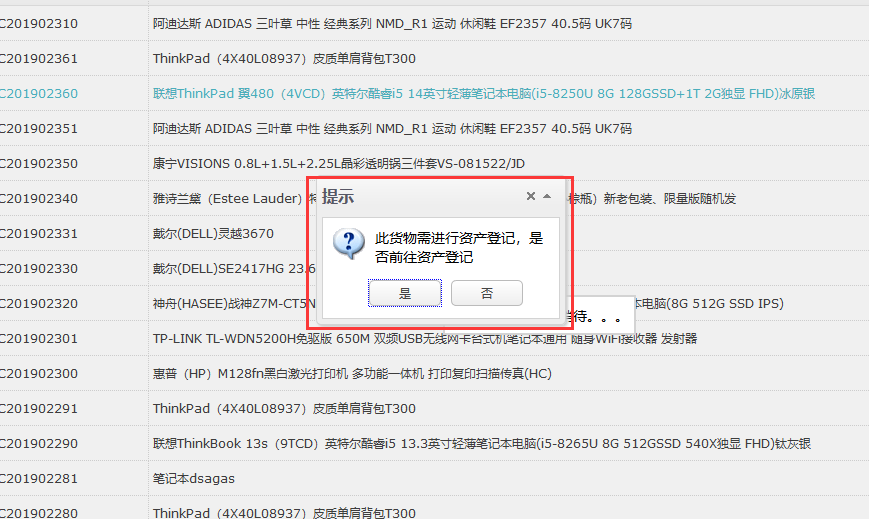 C201902310 阿迪达斯 ADIDAS 三叶草 中性 经典系列 NMD_R1 运动 休闲鞋 EF2357 40.5码 UK7码
C201902361 ThinkPad（4X40L08937）皮质单肩背包T300
C201902360 联想ThinkPad 翼480（4VCD）英特尔酷睿i5 14英寸轻薄笔记本电脑(i5-8250U 8G 128GSSD+1T 2G独显 FHD)冰原银
C201902351 阿迪达斯 ADIDAS 三叶草 中性 经典系列 NMD_R1 运动 休闲鞋 EF2357 40.5码 UK7码
C201902350 康宁VISIONS 0.8L+1.5L+2.25L晶彩透明锅三件套VS-081522/JD
C201902340 雅诗兰黛（Estee Lauder）特 棕瓶）新老包装、限量版随机发
提示
C201902331 戴尔(DELL)灵越3670
此货物需进行资产登记，是
否前往资产登记
C201902330 戴尔(DELL)SE2417HG 23.6
是 否
C201902320 神舟(HASEE)战神Z7M-CT5N 本电脑(8G 512G SSD IPS)
待。。。
C201902301 TP-LINK TL-WDN5200H免驱版 650M 双频USB无线网卡台式机笔记本通用 随身WiFi接收器 发射器
C201902300 惠普（HP）M128fn黑白激光打印机 多功能一体机 打印复印扫描传真(HC)
C201902291 ThinkPad（4X40L08937）皮质单肩背包T300
C201902290 联想ThinkBook 13s（9TCD）英特尔酷睿i5 13.3英寸轻薄笔记本电脑(i5-8265U 8G 512GSSD 540X独显 FHD)钛灰银
C201902281 笔记本dsagas
C201902280 ThinkPad（4X40L08937）皮质单肩背包T300